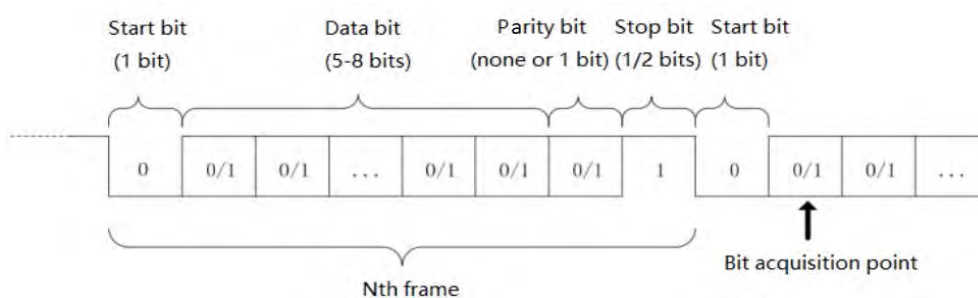 Start bit Data bit Parity bit Stop bit Start bit
(1 bit) (5-8 bits) (none or 1 bit) (1/2 bits) (1 bit)
0 0/1 0/1 ... 0/1 0/1 0/1 1 0 0/1 0/1 ...
Bit acquisition point
Nth frame